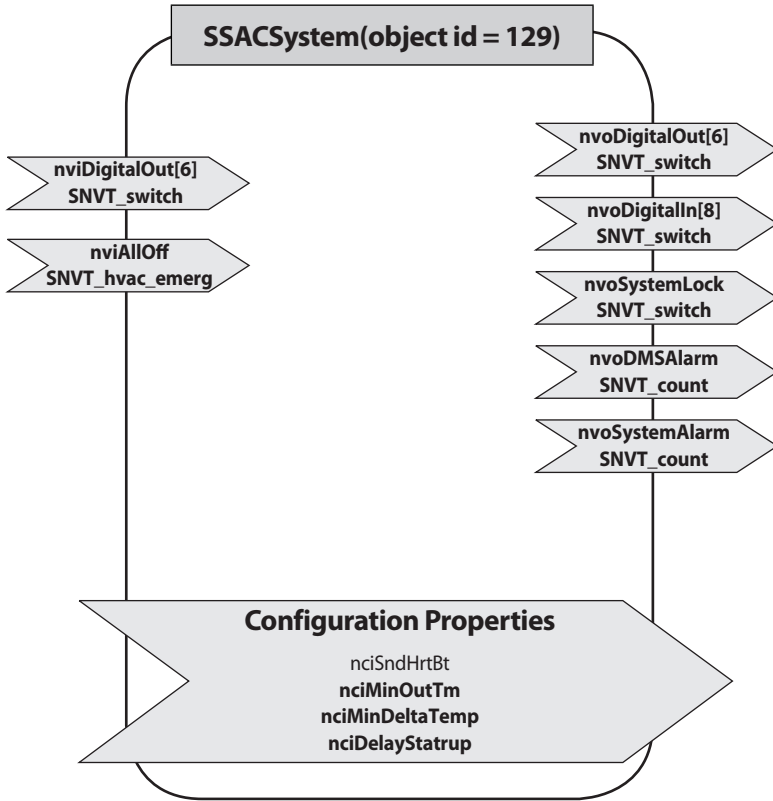 SSACSystem(object id = 129)
nviDigitalOut[6]
SNVT_switch
nviAllOff
SNVT_hvac_emerg
nvoDigitalOut[6]
SNVT_switch
nvoDigitalIn[8]
SNVT_switch
nvoSystemLock
SNVT_switch
nvoDMSAlarm
SNVT_count
nvoSystemAlarm
SNVT_count
Configuration Properties
nciSndHrtBt
nciMinOutTm
nciMinDeltaTemp
nciDelayStatrup